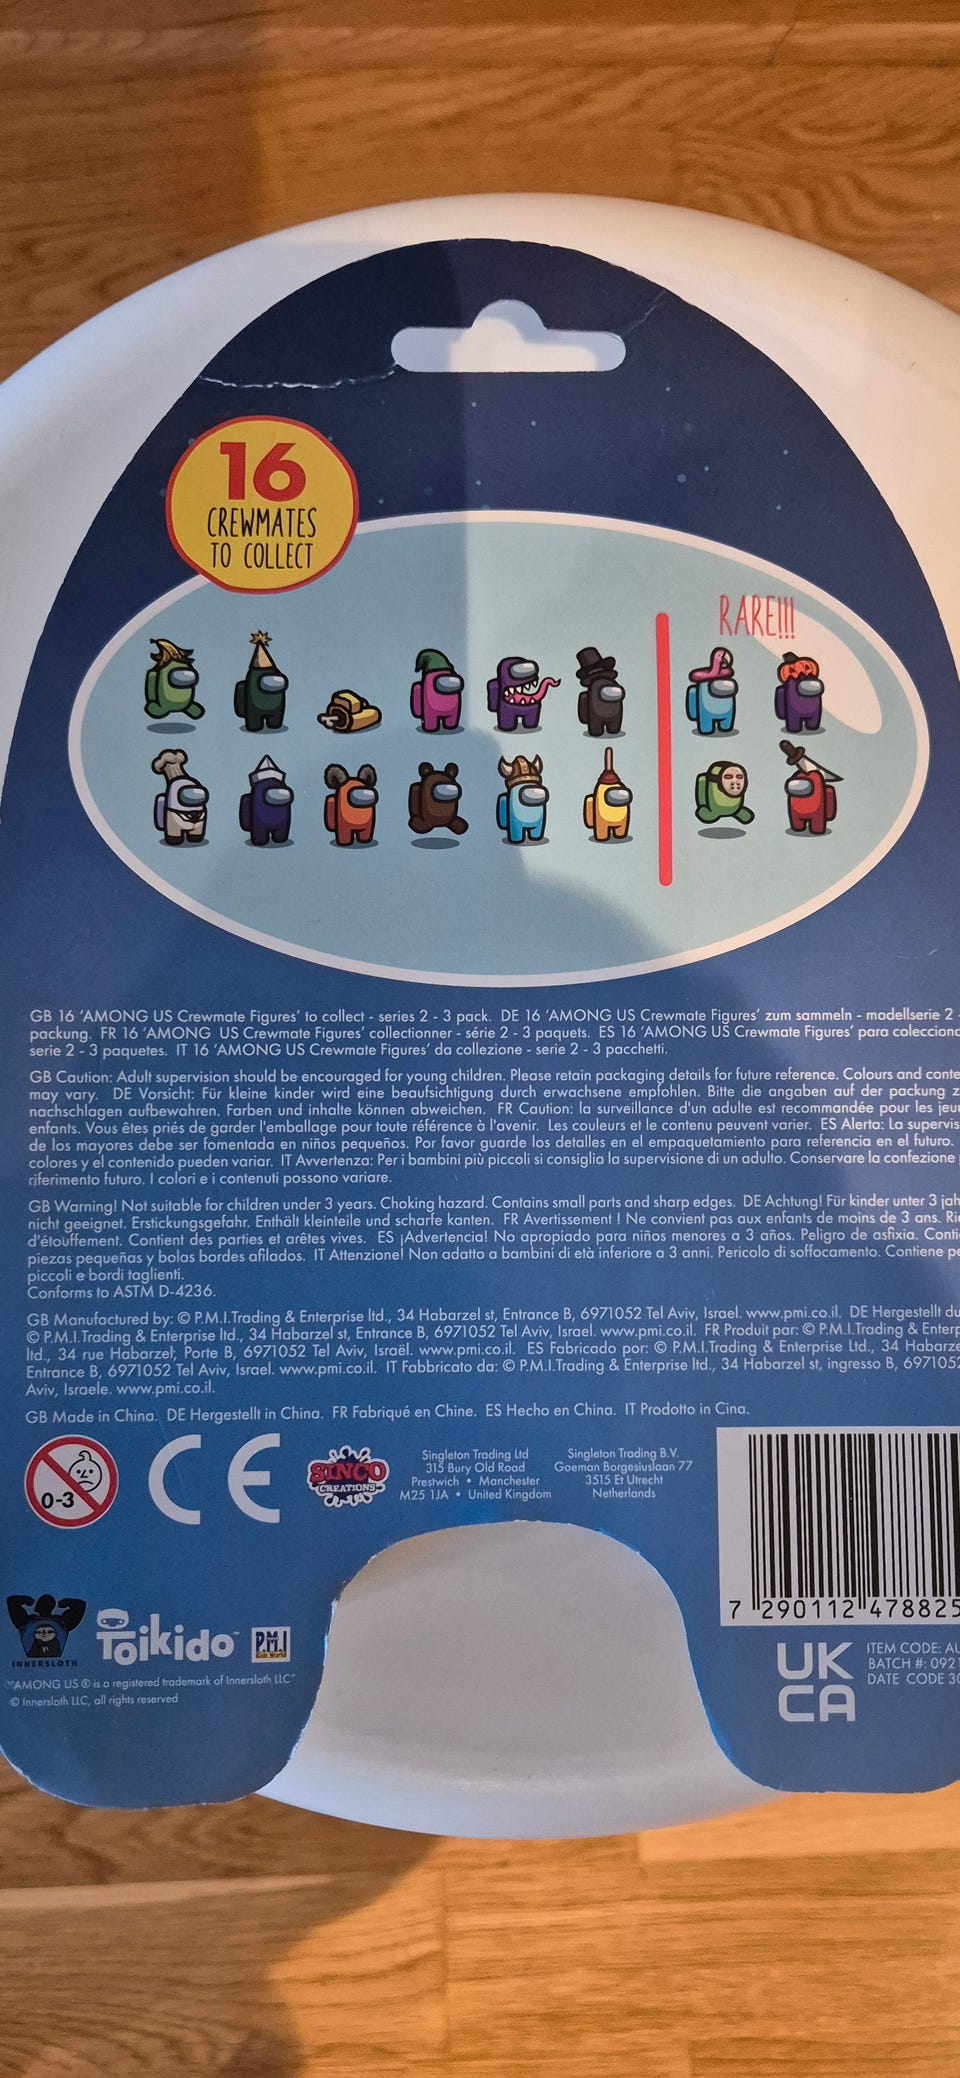 16
CREWMATES
TO COLLECT
RARE!!!
GB 16 'AMONG US Crewmate Figures' to collect - series 2 - 3 pack. DE 16 'AMONG US Crewmate Figures' zum sammeln - modellserie 2 -
packung. FR 16 'AMONG US Crewmate Figures' collectionner - série 2 - 3 paquets. ES 16 'AMONG US Crewmate Figures' para
serie 2 - 3 paquetes. IT 16 'AMONG US Crewmate Figures' da collezione - serie 2 - 3 pacchetti.
GB Caution: Adult supervision should be encouraged for young children. Please retain packaging details for future reference. Colours and
may vary. DE Vorsicht: Für kleine kinder wird eine beaufsichtigung durch erwachsene empfohlen. Bitte die angaben auf der packung
nachschlagen aufbewahren. Farben und inhalte können abweichen. FR Caution: la surveillance d'un adulte est recommandée pour les
enfants. Vous êtes priés de garder l'emballage pour toute référence à l'avenir. Les couleurs et le contenu peuvent varier. ES Alerta: La
de los mayores debe ser fomentada en niños pequeños. Por favor guarde los detalles en el empaquetamiento para referencia en el futuro.
colores y el contenido pueden variar. IT Avvertenza: Per i bambini più piccoli si consiglia la supervisione di un adulto. Conservare la confezione
riferimento futuro. I colori e i contenuti possono variare.
GB Warning! Not suitable for children under 3 years. Choking hazard. Contains small parts and sharp edges. DE Achtung! Für kinder unter 3
nicht geeignet. Erstickungsgefahr. Enthält kleinteile und scharfe kanten. FR Avertissement ! Ne convient pas aux enfants de moins de 3 ans.
d'étouffement. Contient des parties et arêtes vives. ES ¡Advertencia! No apropiado para niños menores a 3 años. Peligro de asfixia.
piezas pequeñas y bolas bordes afilados. IT Attenzione! Non adatto a bambini di età inferiore a 3 anni. Pericolo di soffocamento. Contiene
piccoli e bordi taglienti.
Conforms to ASTM D-4236.
GB Manufactured by: © P.M.I.Trading & Enterprise ltd., 34 Habarzel st, Entrance B, 6971052 Tel Aviv, Israel. www.pmi.co.il. DE Hergestellt
© P.M.I.Trading & Enterprise ltd., 34 Habarzel st, Entrance B, 6971052 Tel Aviv, Israel. www.pmi.co.il. FR Produit par: © P.M.I.Trading &
ltd., 34 rue Habarzel; Porte B, 6971052 Tel Aviv, Israël. www.pmi.co.il. ES Fabricado por: © P.M.I.Trading & Enterprise Ltd., 34
Entrance B, 6971052 Tel Aviv, Israel. www.pmi.co.il. IT Fabbricato da: © P.M.I.Trading & Enterprise ltd., 34 Habarzel st, ingresso B, 6971052
Aviv, Israele. www.pmi.co.il.
GB Made in China. DE Hergestellt in China. FR Fabriqué en Chine. ES Hecho en China. IT Prodotto in Cina.
0-3
CE
SINCO
CREATIONS
Singleton Trading Ltd
315 Bury Old Road
Prestwich • Manchester
M25 1JA • United Kingdom
Singleton Trading B.V.
Goeman Borgesiuslaan 77
3515 Et Utrecht
Netherlands
7 290112 478825
INNERSLOTH
Toikido™
P.M.I
Kids World
"AMONG US ® is a registered trademark of Innersloth LLC"
© Innersloth LLC, all rights reserved
UK
CA
ITEM CODE: AU
BATCH #: 092
DATE CODE 30